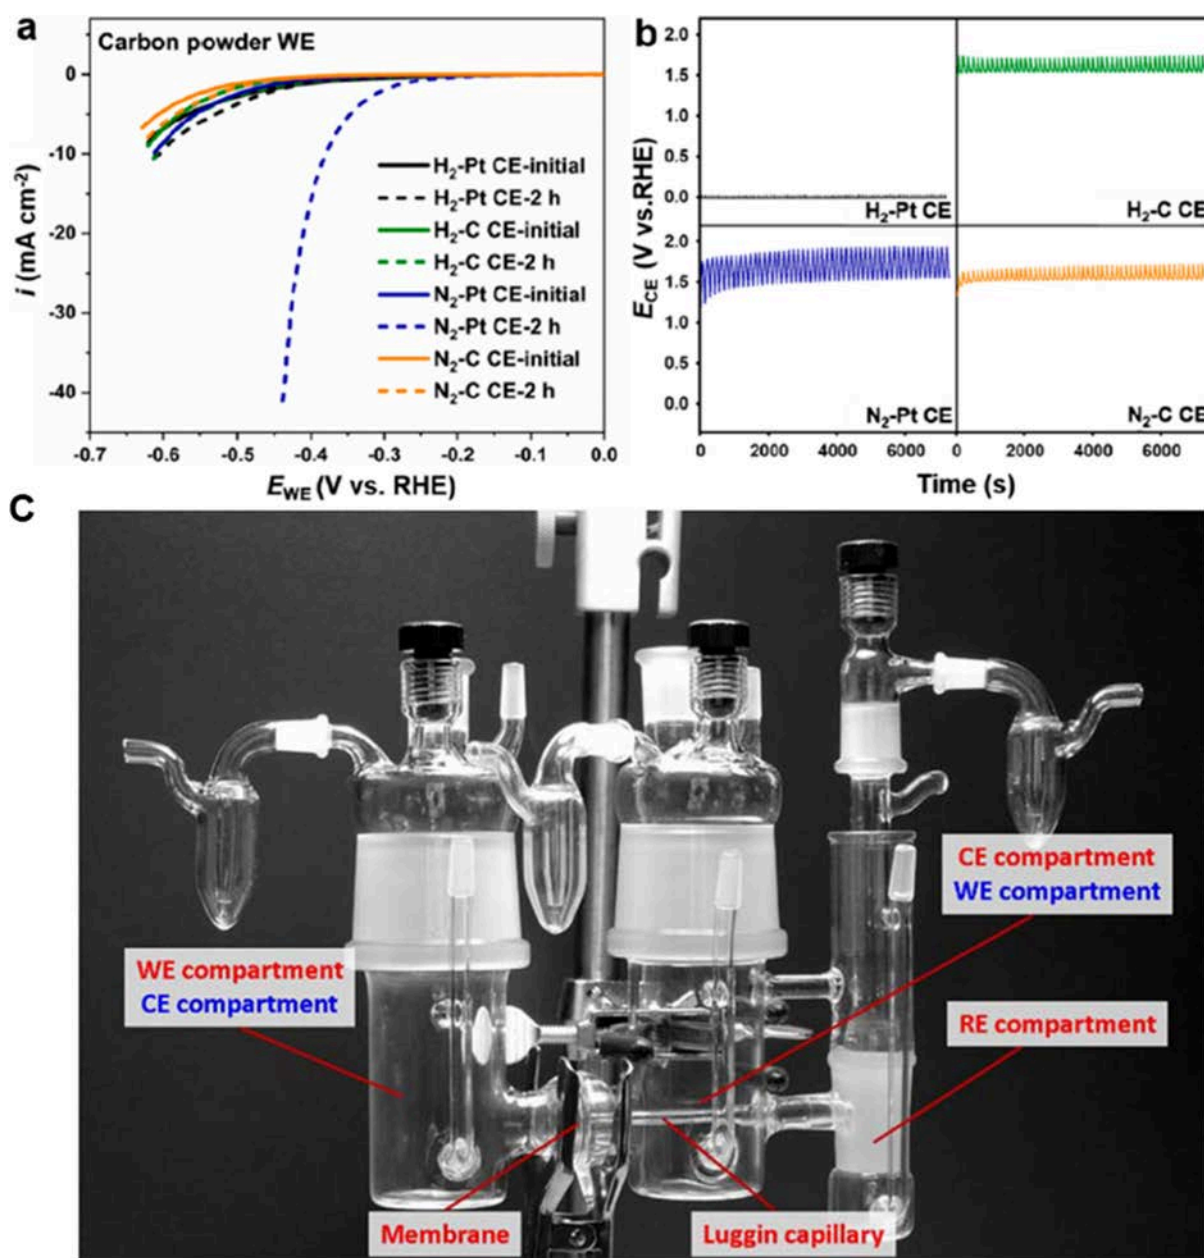 a
Carbon powder WE
0
-10
-20
-30
-40
i (mA cm-2)
H2-Pt CE-initial
H2-Pt CE-2 h
H2-C CE-initial
H2-C CE-2 h
N2-Pt CE-initial
N2-Pt CE-2 h
N2-C CE-initial
N2-C CE-2 h
-0.7 -0.6 -0.5 -0.4 -0.3 -0.2 -0.1 0.0
EWE (V vs. RHE)
b
2.0
1.5
1.0
0.5
0.0
2.0
1.5
1.0
0.5
0.0
ECE (V vs.RHE)
H2-Pt CE
H2-C CE
N2-Pt CE
N2-C CE
0 2000 4000 6000 0 2000 4000 6000
Time (s)
C
CE compartment
WE compartment
WE compartment
CE compartment
RE compartment
Membrane
Luggin capillary